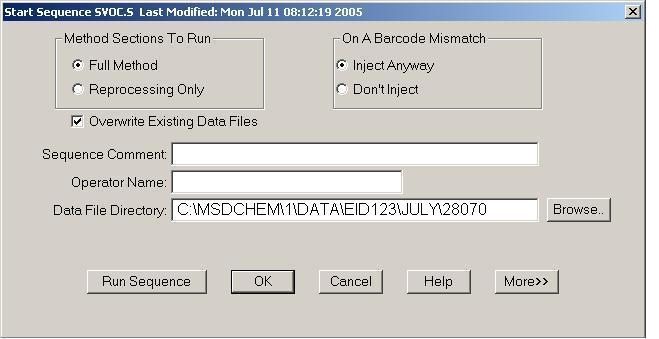 Start Sequence SVOC.S Last Modified: Mon Jul 11 08:12:19 2005
Method Sections To Run
On A Barcode Mismatch
Full Method
Inject Anyway
Reprocessing Only
Don't Inject
Overwrite Existing Data Files
Sequence Comment:
Operator Name:
Data File Directory: C:\MSDCHEM\1\DATA\EID123\JULY\28070 Browse..
Run Sequence OK Cancel Help More>>